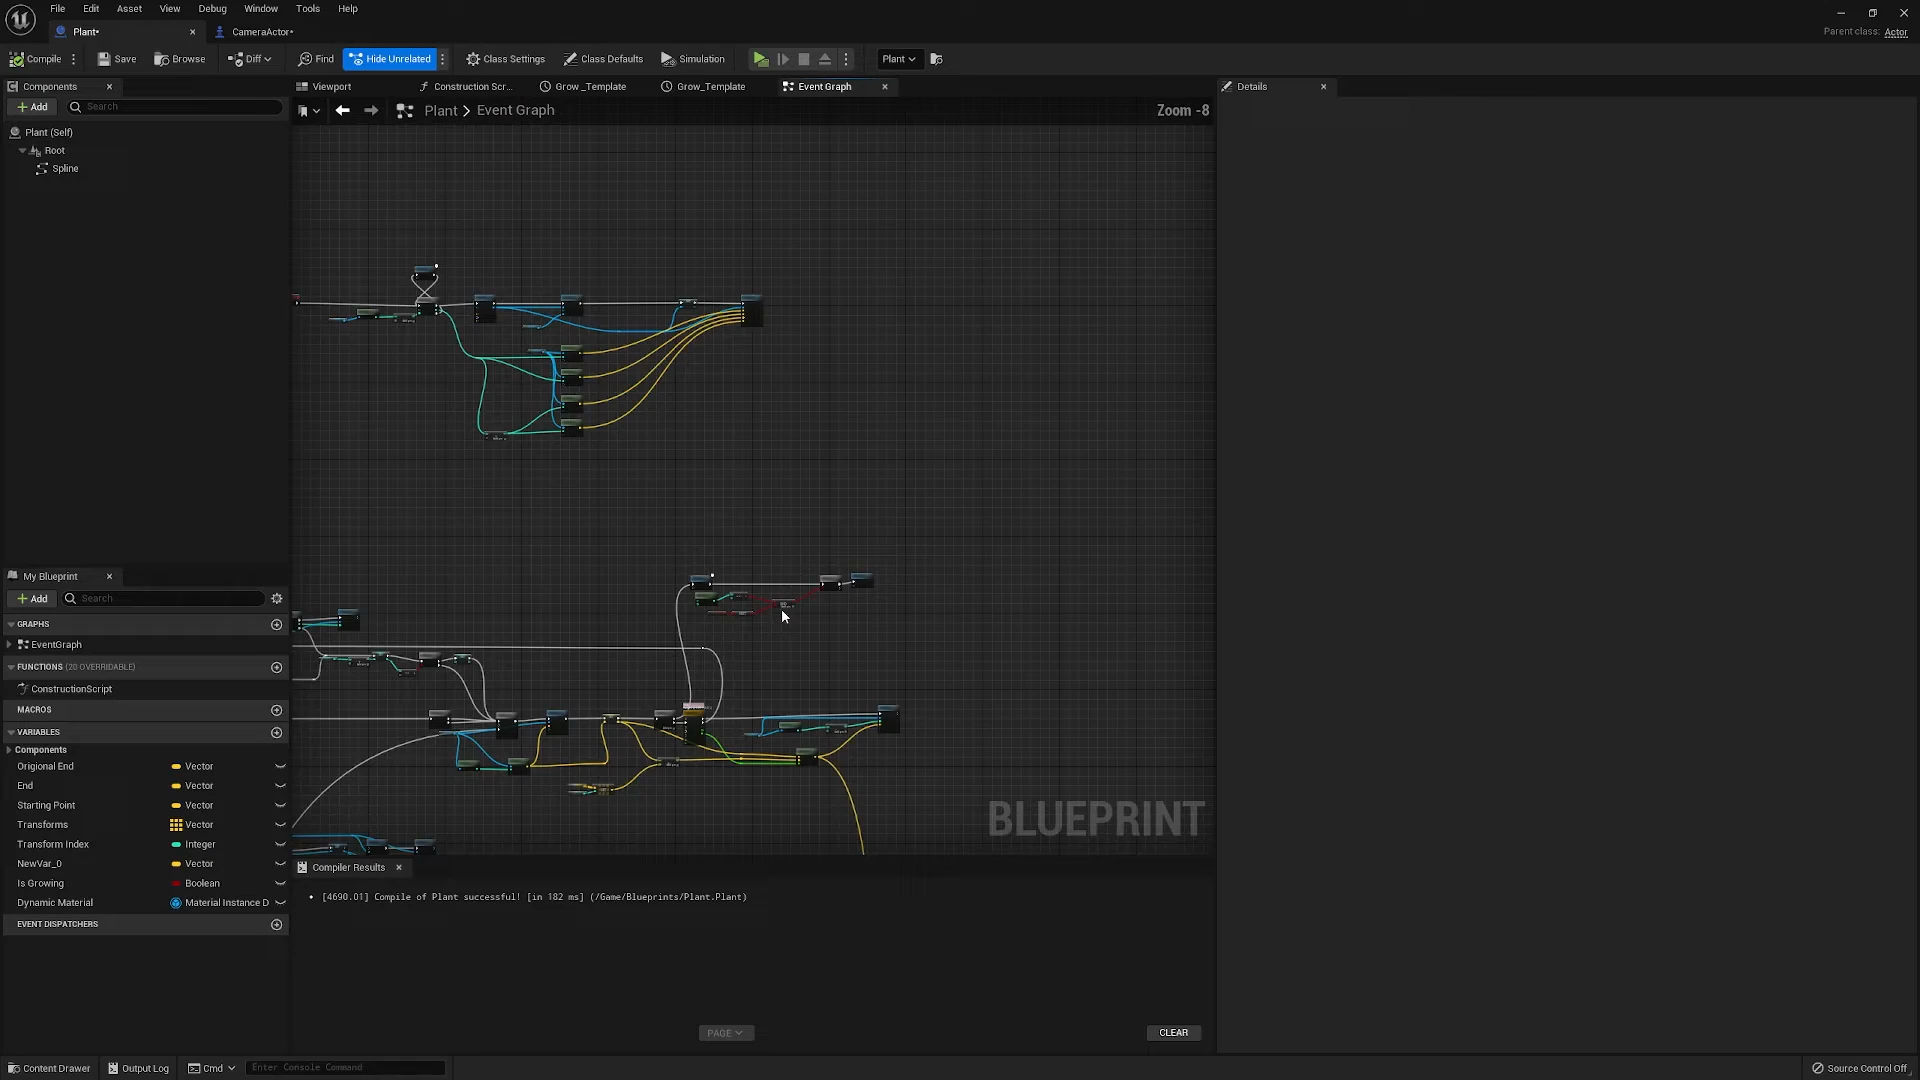 File Edit Asset View Debug Window Tools Help
Plant•
CameraActor•
Parent class: Actor
Compile
Save
Browse
Diff
Find
Hide Unrelated
Class Settings
Class Defaults
Simulation
Plant
Components
Viewport
Construction Scr...
Grow_Template
Grow_Template
Event Graph
Details
Add
Search
Plant > Event Graph
Zoom -8
Plant (Self)
Root
Spline
My Blueprint
Add
Search
GRAPHS
EventGraph
FUNCTIONS (20 OVERRIDABLE)
ConstructionScript
MACROS
VARIABLES
Components
Origional End Vector
End Vector
Starting Point Vector
Transforms Vector
Transform Index Integer
NewVar_0 Vector
Is Growing Boolean
Dynamic Material Material Instance D
EVENT DISPATCHERS
BLUEPRINT
Compiler Results
[4690.01] Compile of Plant successful! [in 182 ms] (/Game/Blueprints/Plant.Plant)
PAGE
CLEAR
Content Drawer
Output Log
Cmd
Enter Console Command
Source Control Off